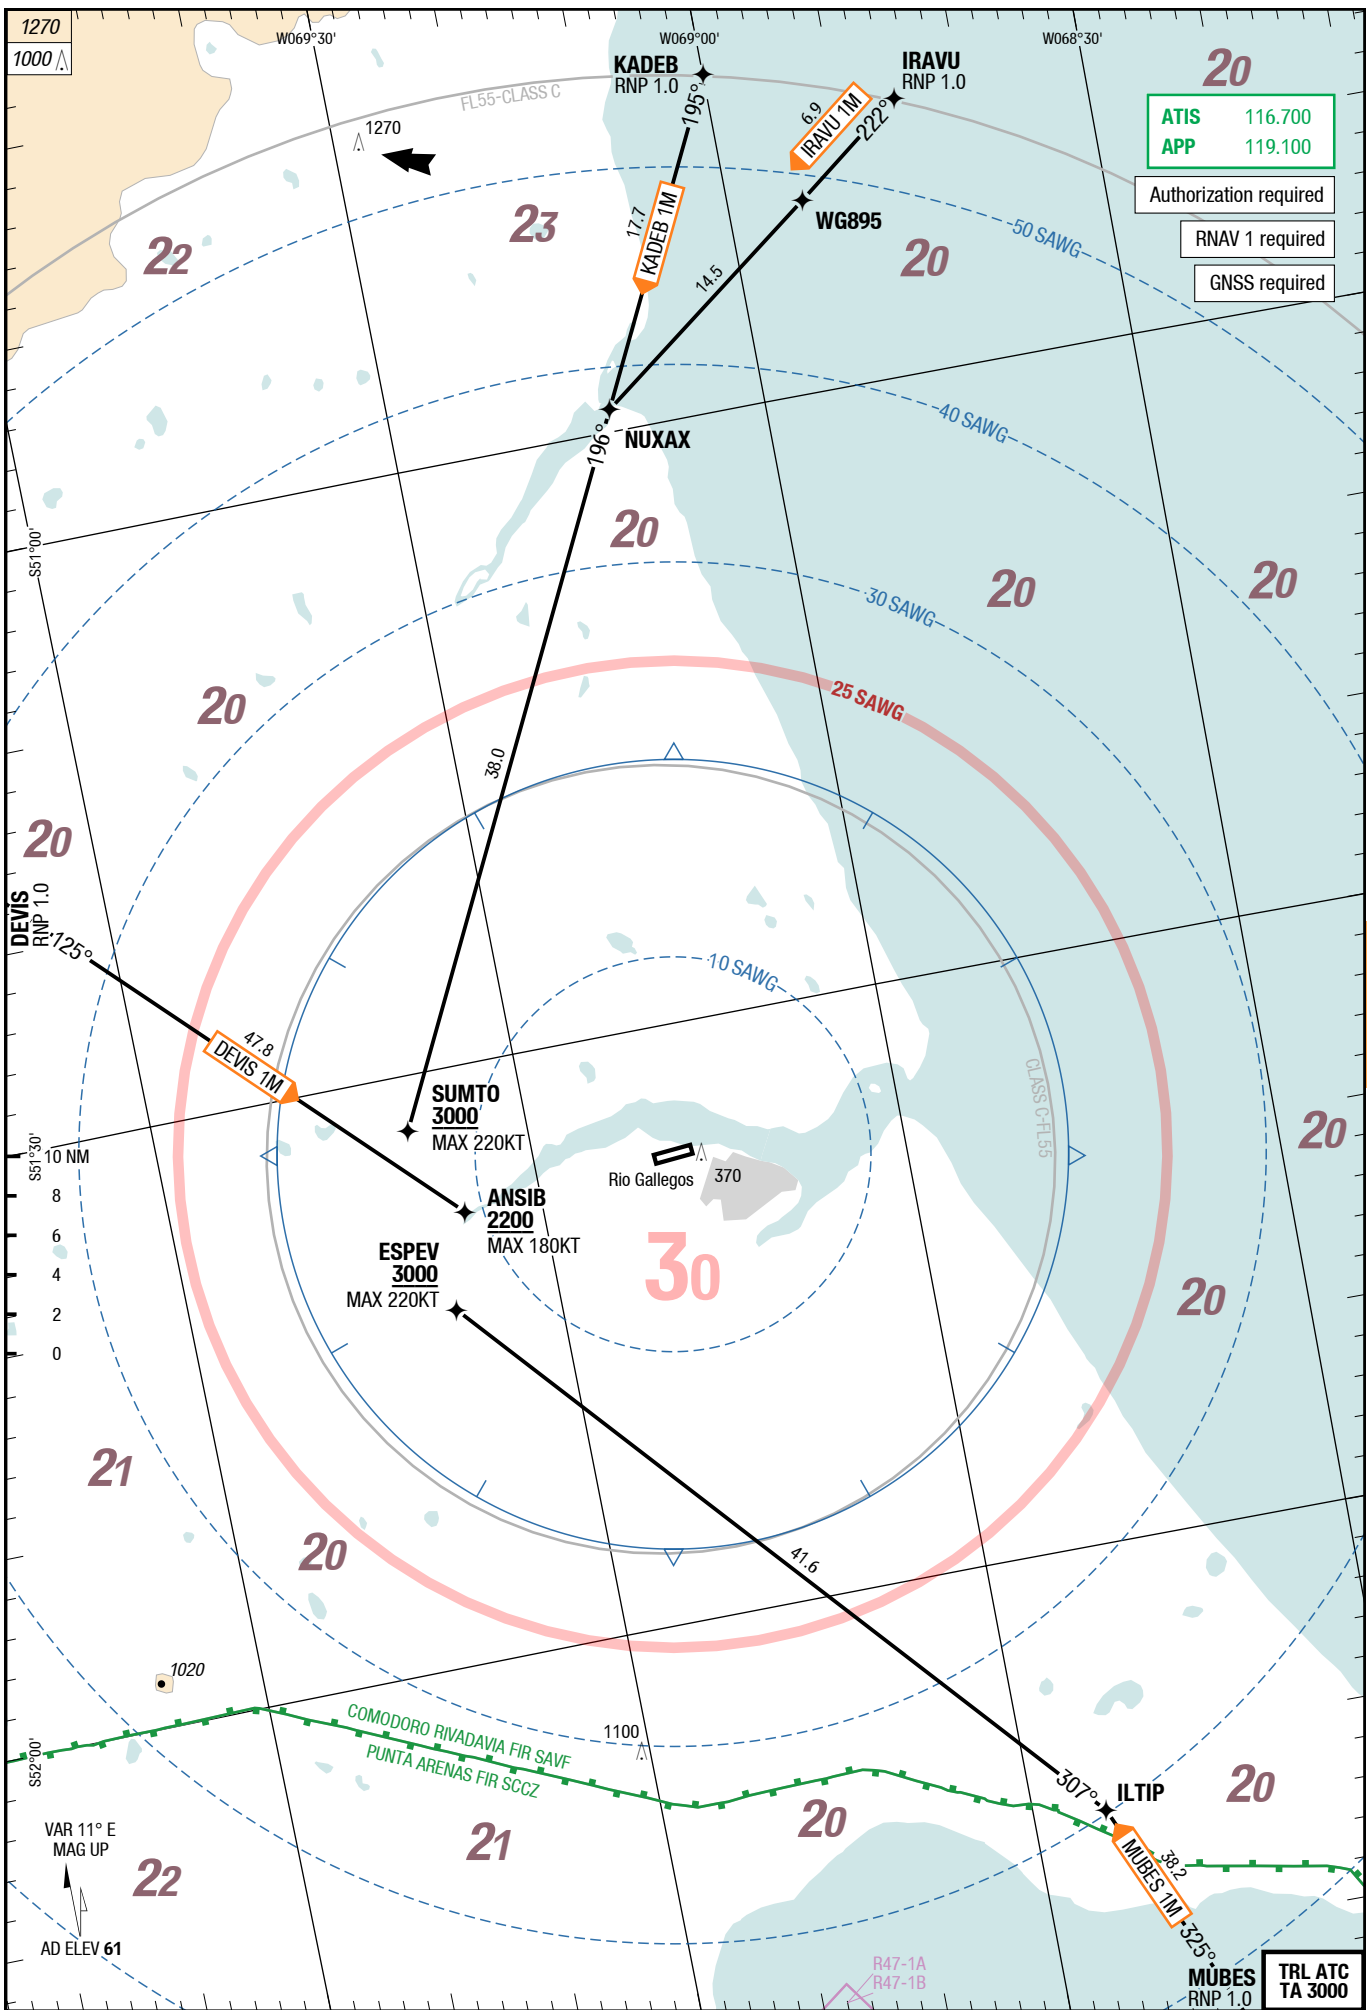 1270
1000
W069°30'
W069°00'
W068°30'
KADEB
RNP 1.0
IRAVU
RNP 1.0
20
FL55-CLASS C
195°
6.9
IRAVU 1M
222°
ATIS 116.700
APP 119.100
1270
Authorization required
RNAV 1 required
GNSS required
22
23
17.7
KADEB 1M
WG895
50 SAWG
20
14.5
40 SAWG
NUXAX
196°
S51°00'
20
30 SAWG
20
20
20
25 SAWG
38.0
20
DEVIS
RNP 1.0
125°
10 SAWG
47.8
DEVIS 1M
CLASS C-FL55
SUMTO
3000
MAX 220KT
20
S51°30'
10 NM
8
6
4
2
0
Rio Gallegos
370
ANSIB
2200
MAX 180KT
ESPEV
3000
MAX 220KT
30
20
21
20
41.6
1020
COMODORO RIVADAVIA FIR SAVF
PUNTA ARENAS FIR SCCZ
1100
S52°00'
307°
ILTIP
20
20
21
22
VAR 11° E
MAG UP
AD ELEV 61
38.2
MUBES 1M
325°
R47-1A
R47-1B
MUBES
RNP 1.0
TRL ATC
TA 3000